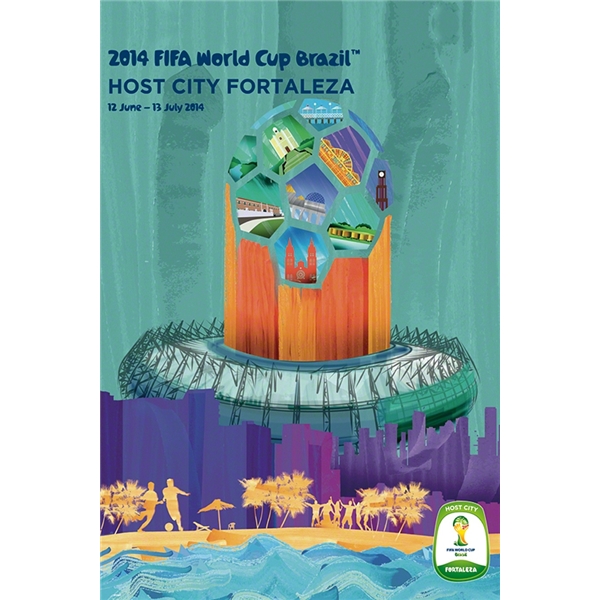 2014 FIFA World Cup Brazil™
HOST CITY FORTALEZA
12 June – 13 July 2014
HOST CITY
FIFA WORLD CUP
Brasil
FORTALEZA